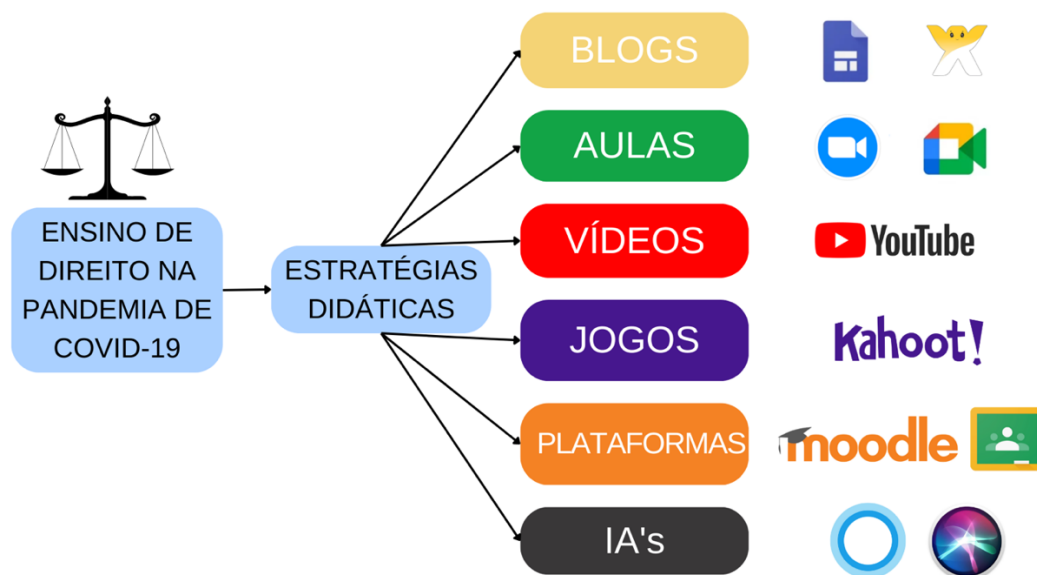 ENSINO DE
DIREITO NA
PANDEMIA DE
COVID-19
ESTRATÉGIAS
DIDÁTICAS
BLOGS
AULAS
VÍDEOS
YouTube
JOGOS
Kahoot!
PLATAFORMAS
moodle
IA's